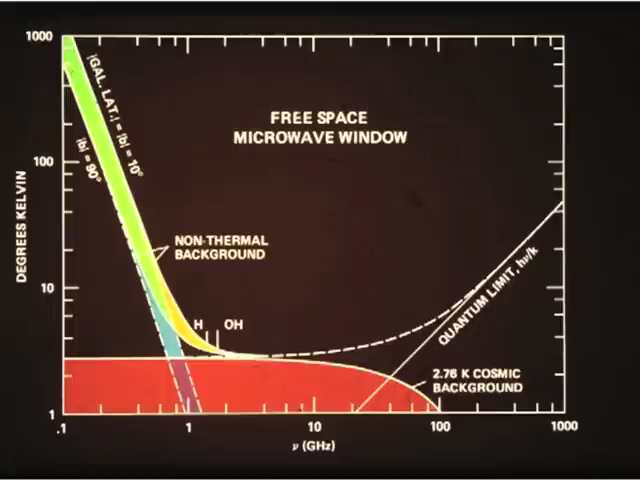 FREE SPACE
MICROWAVE WINDOW
|GAL. LAT.| = |b| = 10°
|b| = 90°
NON-THERMAL
BACKGROUND
H OH
QUANTUM LIMIT, hν/k
2.76 K COSMIC
BACKGROUND
DEGREES KELVIN
1000
100
10
1
.1 1 10 100 1000
ν (GHz)